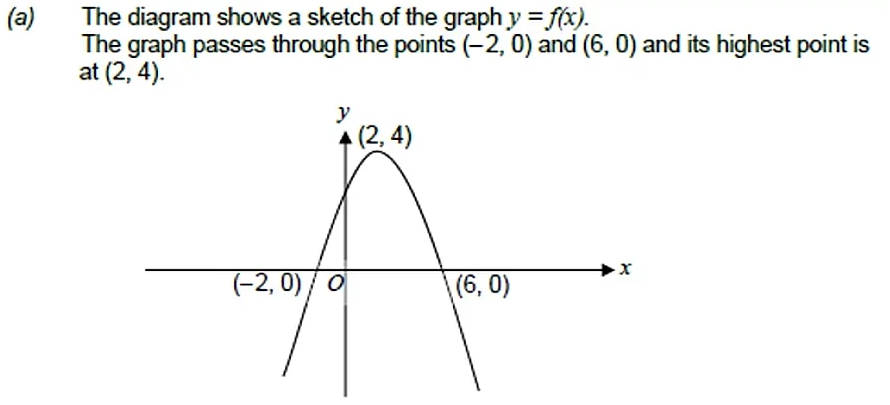 (a) The diagram shows a sketch of the graph y = f(x).
The graph passes through the points (−2, 0) and (6, 0) and its highest point is
at (2, 4).
y
(2, 4)
x
(−2, 0) O (6, 0)